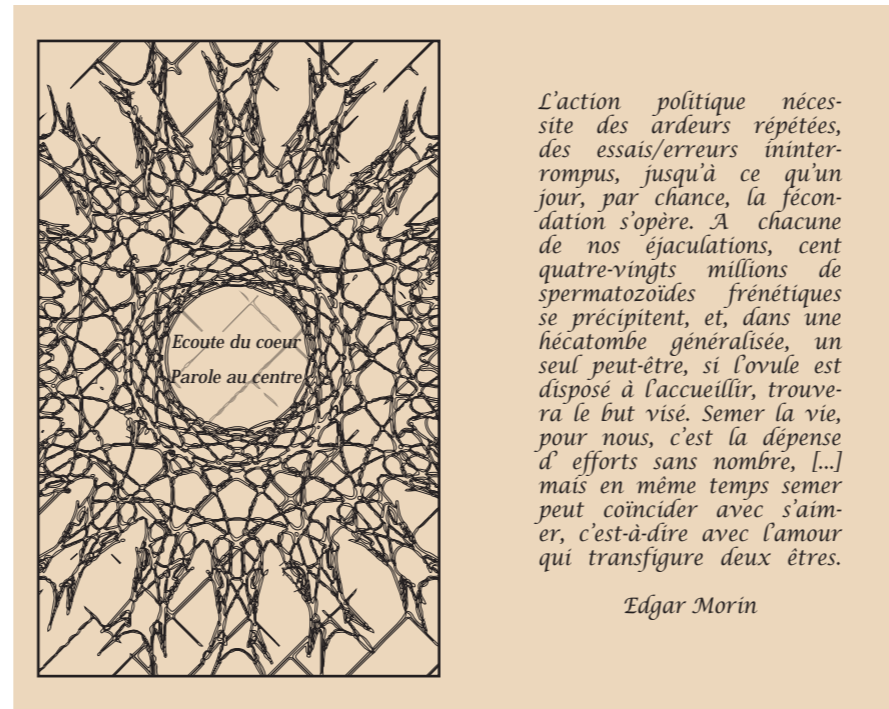 Ecoute du coeur
Parole au centre
L'action politique néces-
site des ardeurs répétées,
des essais/erreurs ininter-
rompus, jusqu'à ce qu'un
jour, par chance, la fécon-
dation s'opère. A chacune
de nos éjaculations, cent
quatre-vingts millions de
spermatozoïdes frénétiques
se précipitent, et, dans une
hécatombe généralisée, un
seul peut-être, si l'ovule est
disposé à l'accueillir, trouve-
ra le but visé. Semer la vie,
pour nous, c'est la dépense
d' efforts sans nombre, [...]
mais en même temps semer
peut coïncider avec s'aim-
er, c'est-à-dire avec l'amour
qui transfigure deux êtres.
Edgar Morin